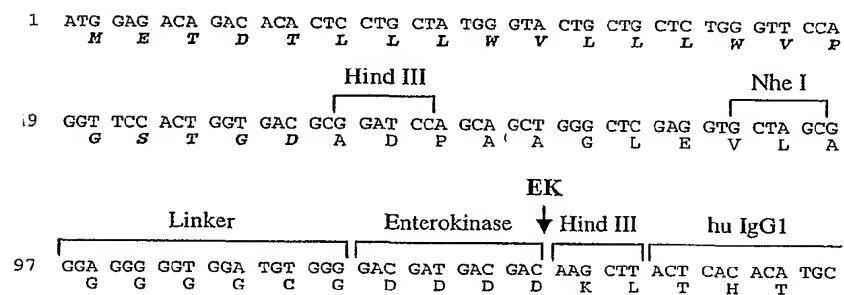 1 ATG GAG ACA GAC ACA CTC CTG CTA TGG GTA CTG CTG CTC TGG GTT CCA
M E T D T L L L W V L L L W V P
Hind III Nhe I
49 GGT TCC ACT GGT GAC GCG GAT CCA GCA GCT GGG CTC GAG GTG CTA GCG
G S T G D A D P A A G L E V L A
EK
Linker Enterokinase Hind III hu IgG1
97 GGA GGG GGT GGA TGT GGG GAC GAT GAC GAC AAG CTT ACT CAC ACA TGC
G G G G C G D D D D K L T H T